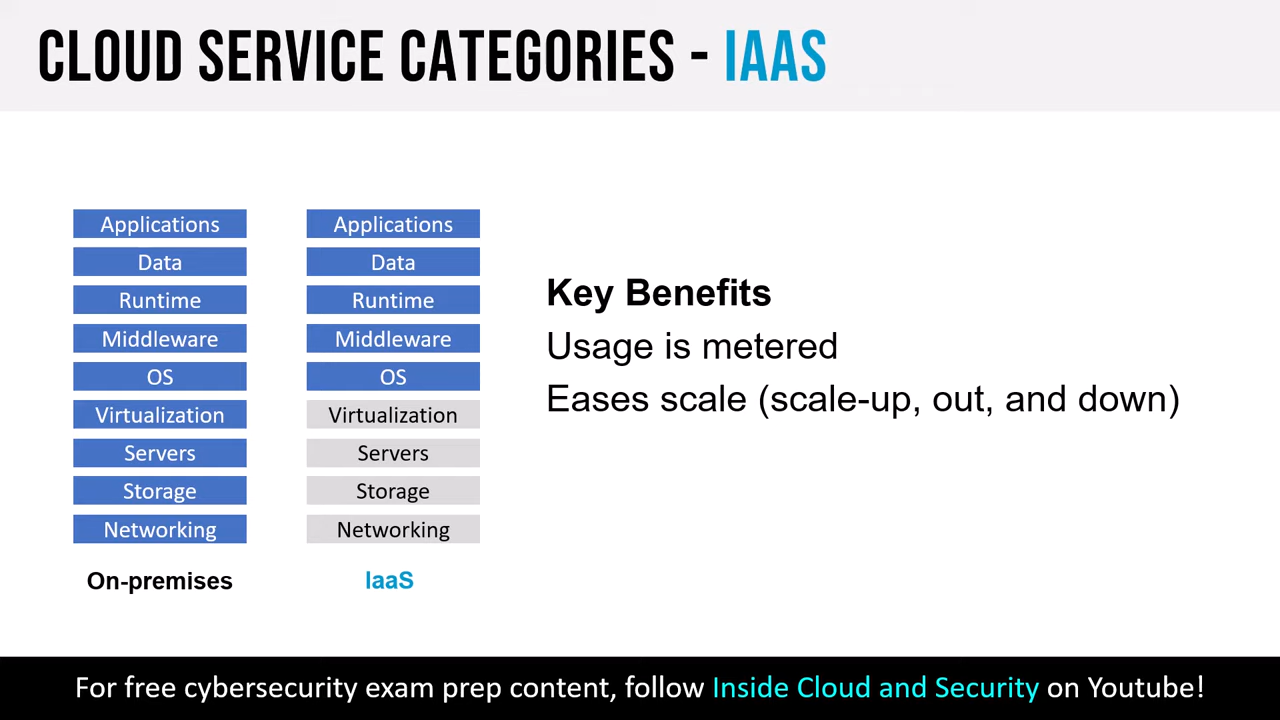 CLOUD SERVICE CATEGORIES - IAAS
Applications
Data
Runtime
Middleware
OS
Virtualization
Servers
Storage
Networking
On-premises
Applications
Data
Runtime
Middleware
OS
Virtualization
Servers
Storage
Networking
IaaS
Key Benefits
Usage is metered
Eases scale (scale-up, out, and down)
For free cybersecurity exam prep content, follow Inside Cloud and Security on Youtube!